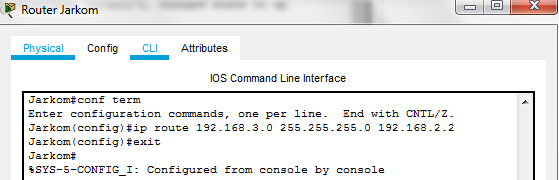 Router Jarkom
Physical Config CLI Attributes
IOS Command Line Interface
Jarkom#conf term
Enter configuration commands, one per line.  End with CNTL/Z.
Jarkom(config)#ip route 192.168.3.0 255.255.255.0 192.168.2.2
Jarkom(config)#exit
Jarkom#
%SYS-5-CONFIG_I: Configured from console by console